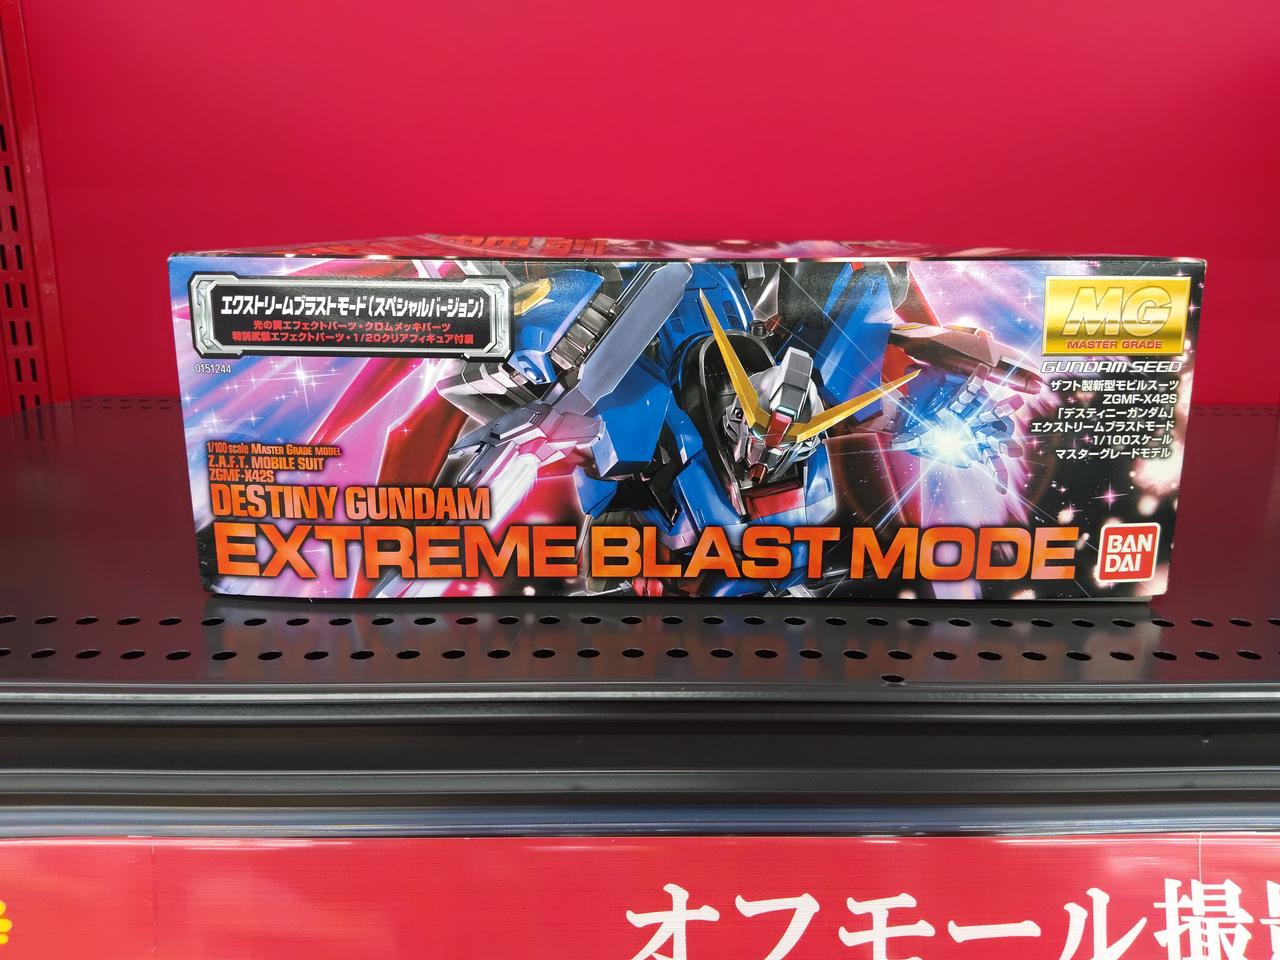 エクストリームブラストモード(スペシャルバージョン)
光の翼エフェクトパーツ・クロムメッキパーツ
特別武装エフェクトパーツ・1/20クリアフィギュア付属
0151244
1/100 scale MASTER GRADE MODEL
Z.A.F.T. MOBILE SUIT
ZGMF-X42S
DESTINY GUNDAM
EXTREME BLAST MODE
MG
MASTER GRADE
GUNDAM SEED
ザフト製新型モビルスーツ
ZGMF-X42S
「デスティニーガンダム」
エクストリームブラストモード
1/100スケール
マスターグレードモデル
BAN
DAI
オフモール撮